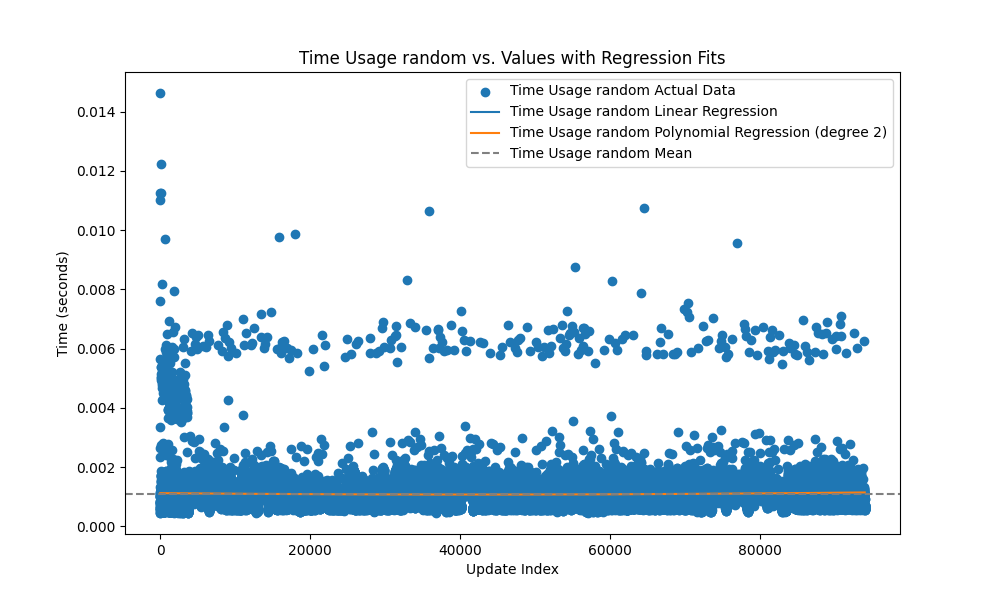 Time Usage random vs. Values with Regression Fits
Time Usage random Actual Data
Time Usage random Linear Regression
Time Usage random Polynomial Regression (degree 2)
Time Usage random Mean
Time (seconds)
0.014
0.012
0.010
0.008
0.006
0.004
0.002
0.000
0
20000
40000
60000
80000
Update Index